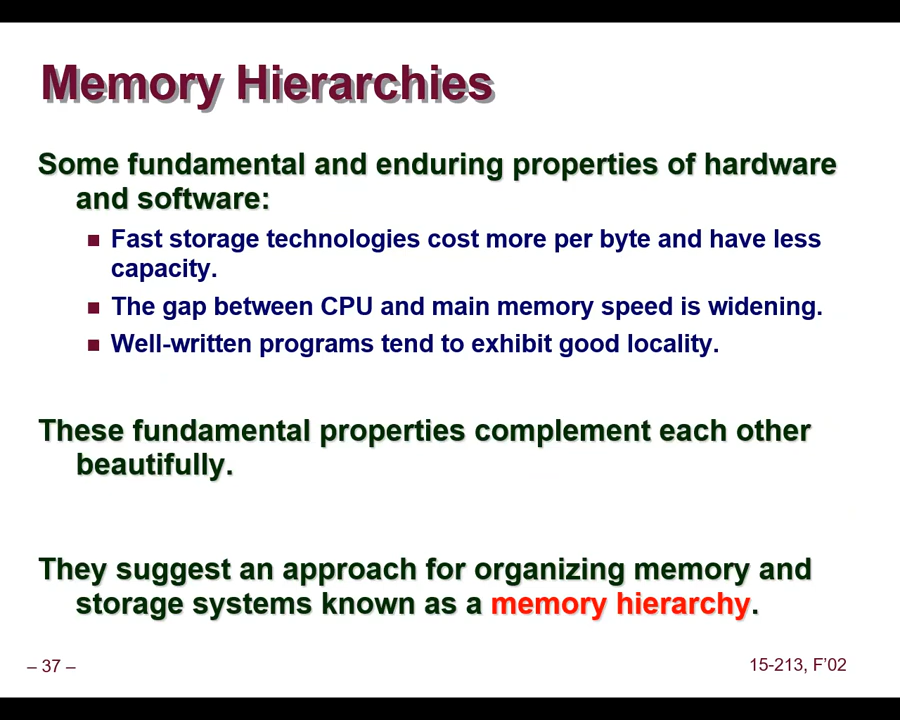 Memory Hierarchies
Some fundamental and enduring properties of hardware
and software:
Fast storage technologies cost more per byte and have less
capacity.
The gap between CPU and main memory speed is widening.
Well-written programs tend to exhibit good locality.
These fundamental properties complement each other
beautifully.
They suggest an approach for organizing memory and
storage systems known as a memory hierarchy.
– 37 –
15-213, F’02